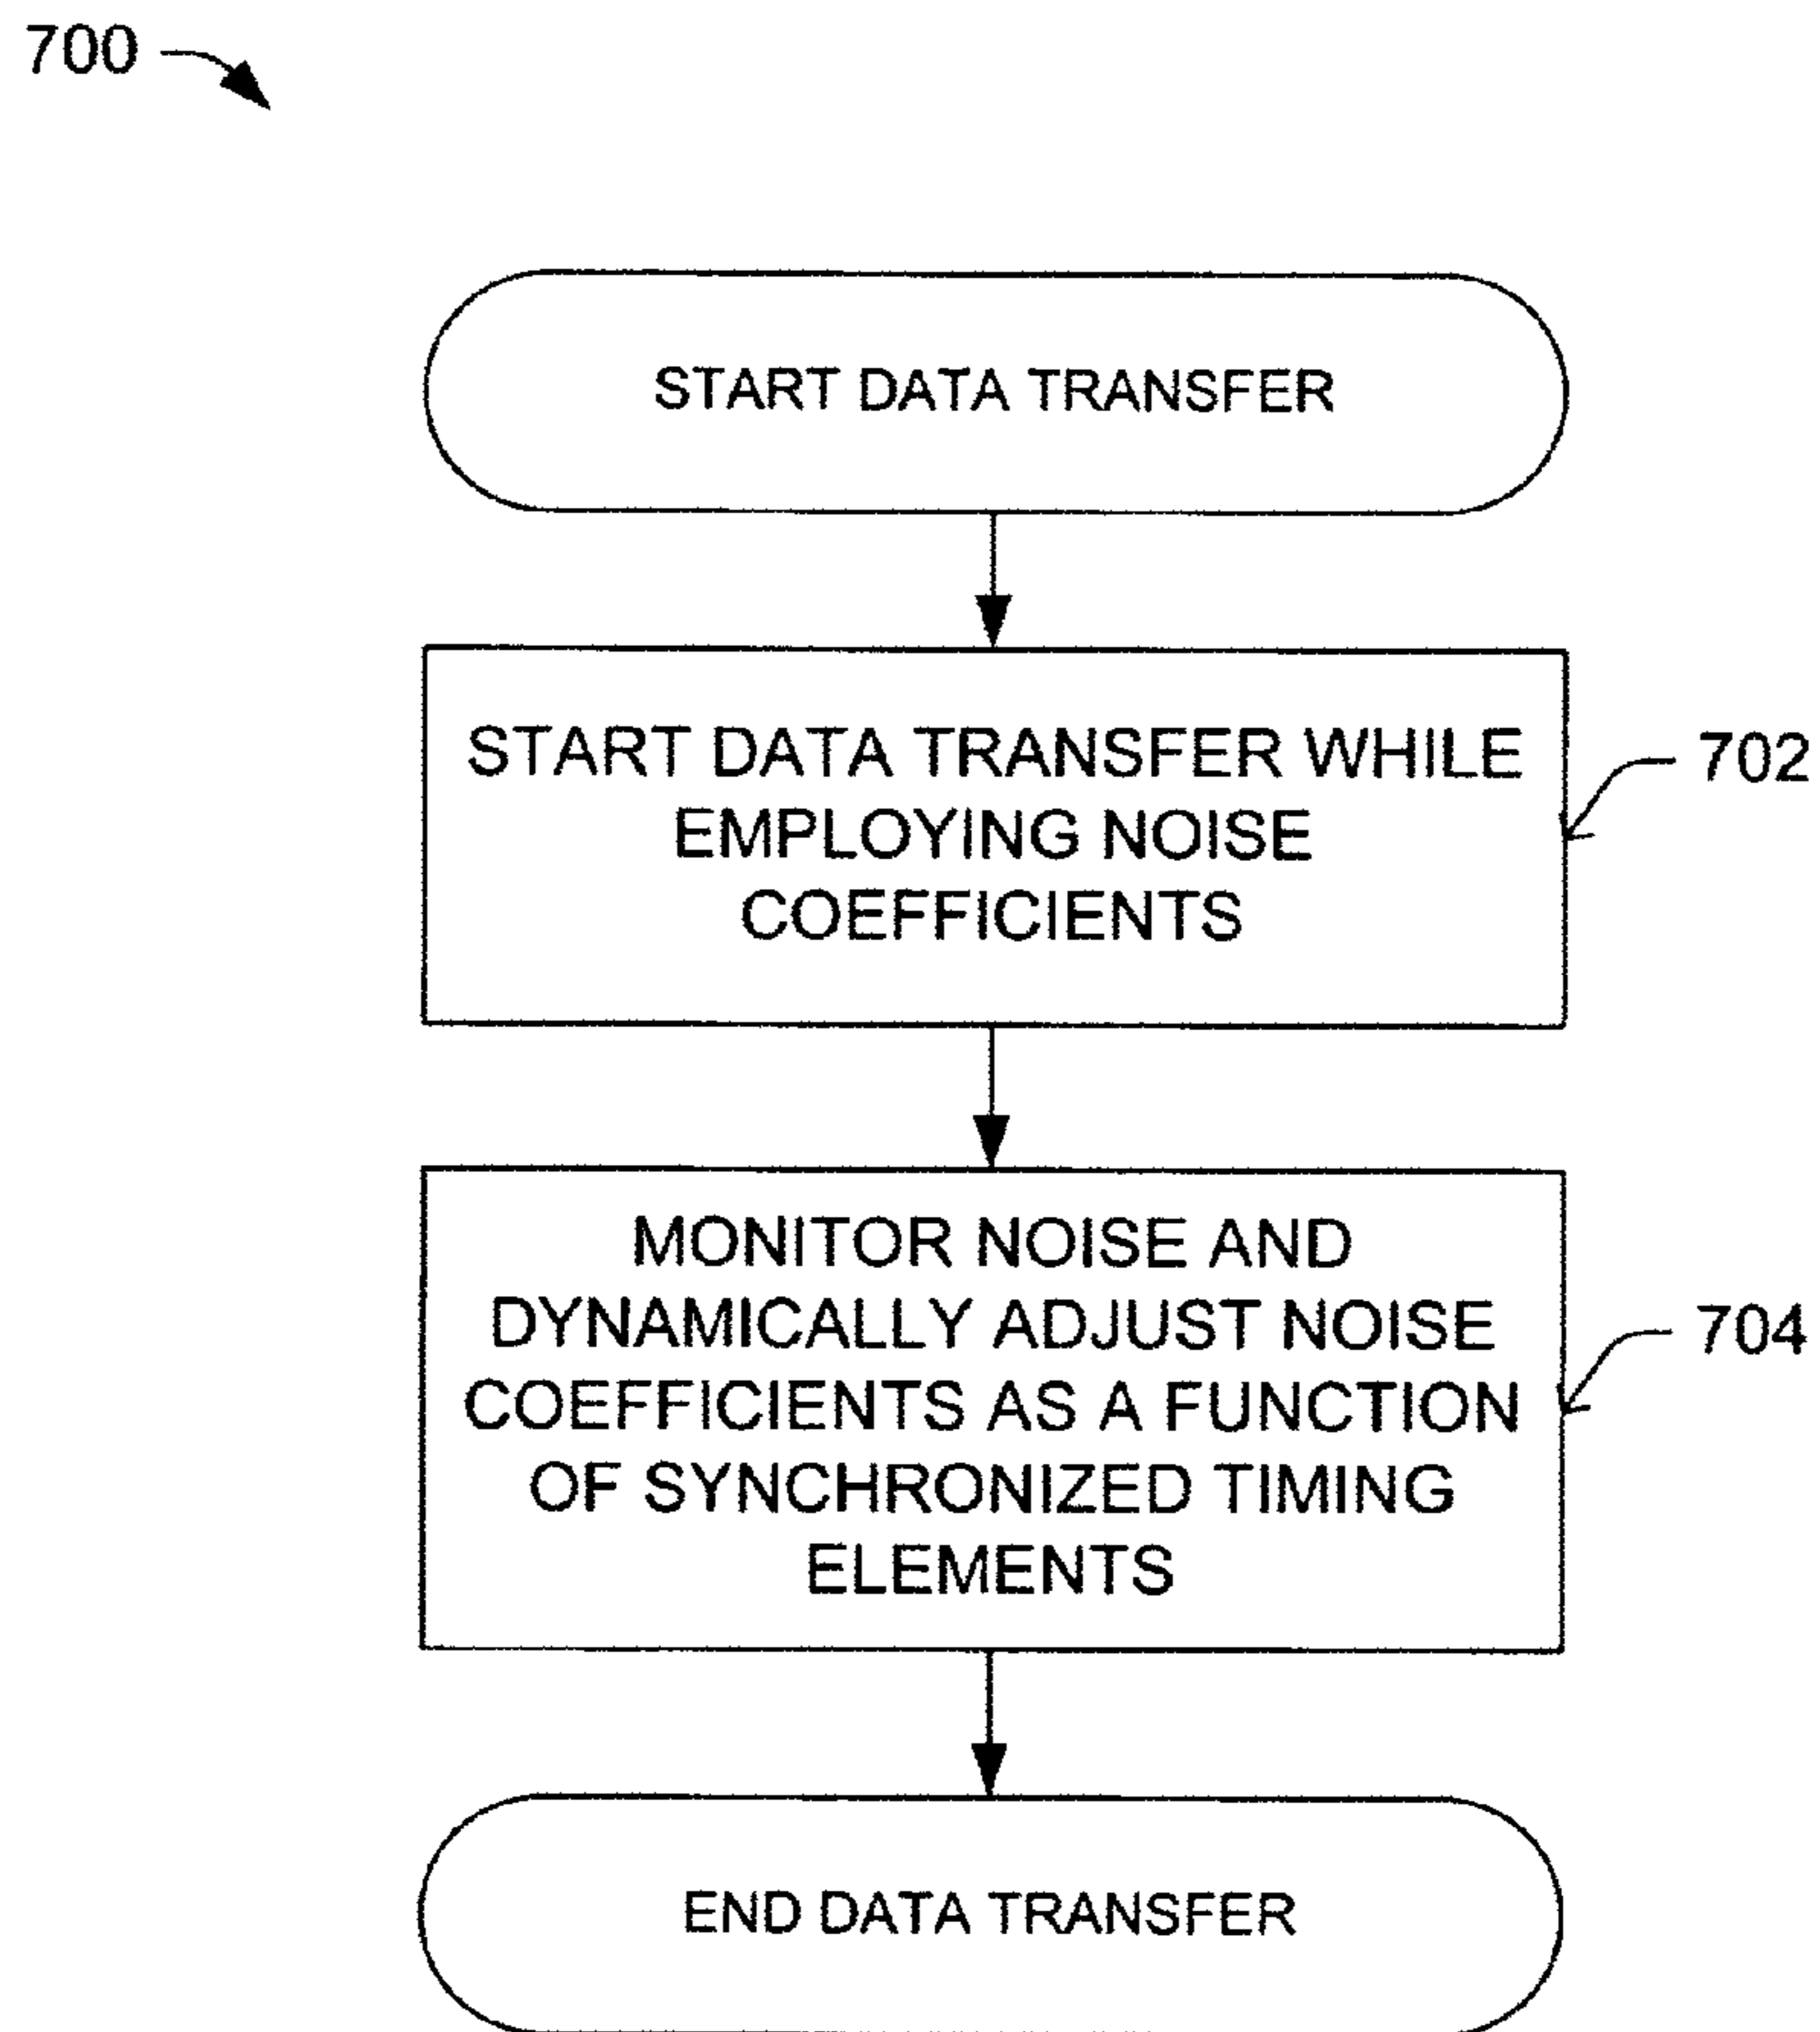 700
START DATA TRANSFER
START DATA TRANSFER WHILE
EMPLOYING NOISE
COEFFICIENTS
702
MONITOR NOISE AND
DYNAMICALLY ADJUST NOISE
COEFFICIENTS AS A FUNCTION
OF SYNCHRONIZED TIMING
ELEMENTS
704
END DATA TRANSFER